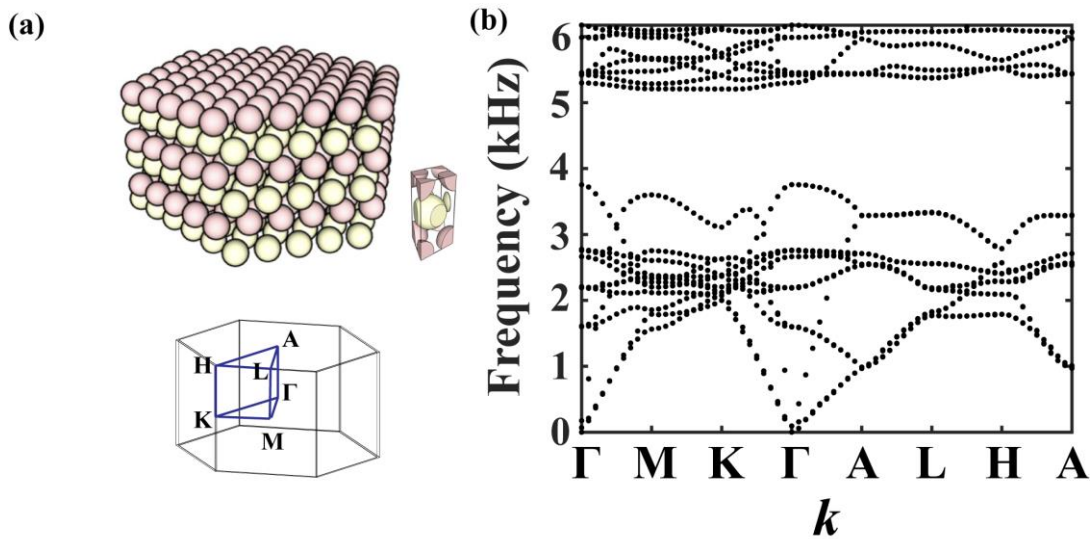 (a)
A
H
L
Γ
K
M
(b)
Frequency (kHz)
6
5
4
3
2
1
0
Γ M K Γ A L H A
k